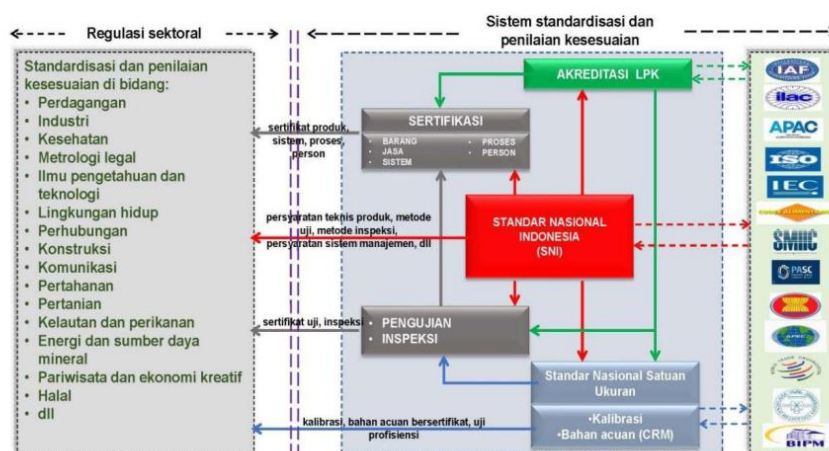 Regulasi sektoral
Sistem standardisasi dan
penilaian kesesuaian
Standardisasi dan penilaian
kesesuaian di bidang:
• Perdagangan
• Industri
• Kesehatan
• Metrologi legal
• Ilmu pengetahuan dan
teknologi
• Lingkungan hidup
• Perhubungan
• Konstruksi
• Komunikasi
• Pertahanan
• Pertanian
• Kelautan dan perikanan
• Energi dan sumber daya
mineral
• Pariwisata dan ekonomi kreatif
• Halal
• dll
sertifikat produk,
sistem, proses,
person
persyaratan teknis produk, metode
uji, metode inspeksi,
persyaratan sistem manajemen, dll
sertifikat uji, inspeksi
kalibrasi, bahan acuan bersertifikat, uji
profisiensi
AKREDITASI LPK
SERTIFIKASI
• BARANG
• JASA
• SISTEM
• PROSES
• PERSON
STANDAR NASIONAL
INDONESIA
(SNI)
• PENGUJIAN
• INSPEKSI
Standar Nasional Satuan
Ukuran
•Kalibrasi
•Bahan acuan (CRM)
IAF
ilac
APAC
ISO
IEC
SMIIC
PASC
APEC
BIPM